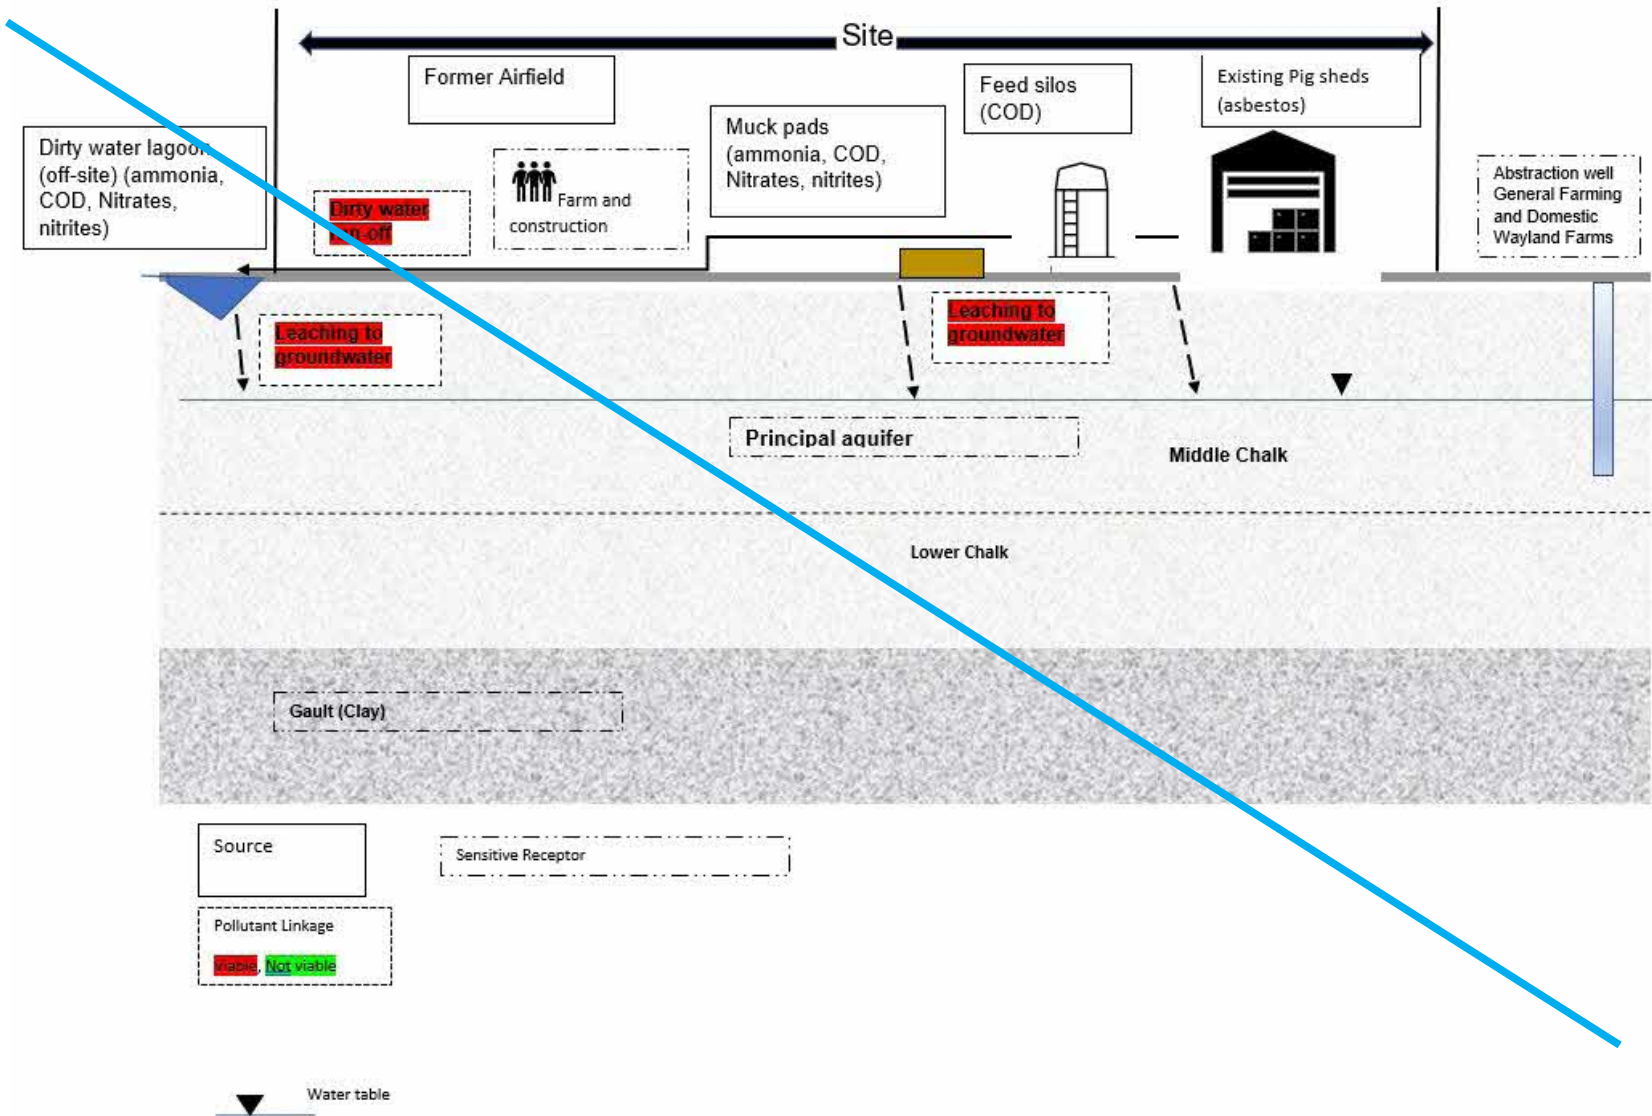 Site
Former Airfield
Feed silos
(COD)
Existing Pig sheds
(asbestos)
Muck pads
(ammonia, COD,
Nitrates, nitrites)
Dirty water lagoon
(off-site) (ammonia,
COD, Nitrates,
nitrites)
Dirty water
run-off
Farm and
construction
Abstraction well
General Farming
and Domestic
Wayland Farms
Leaching to
groundwater
Leaching to
groundwater
Principal aquifer
Middle Chalk
Lower Chalk
Gault (Clay)
Source
Sensitive Receptor
Pollutant Linkage
Viable, Not viable
Water table